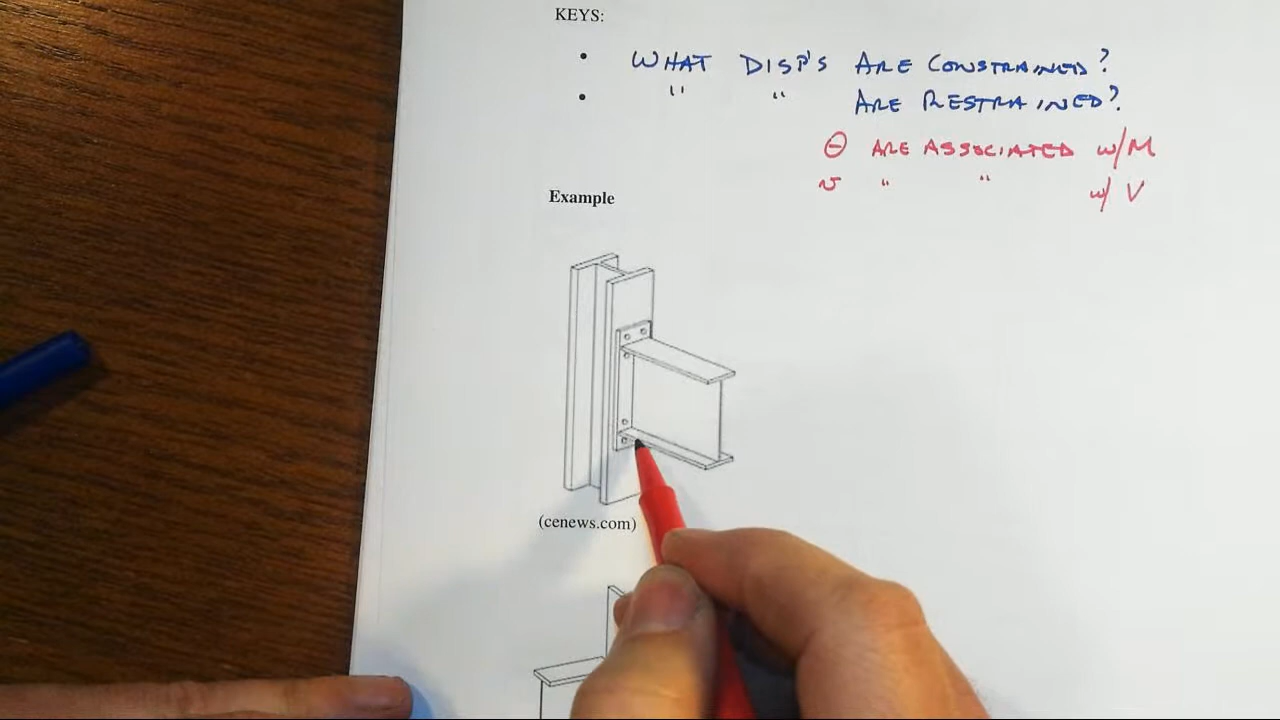 KEYS:
• WHAT DISP'S ARE CONSTRAINED?
• " " ARE RESTRAINED?
θ ARE ASSOCIATED w/M
v " " w/ V
Example
(cenews.com)